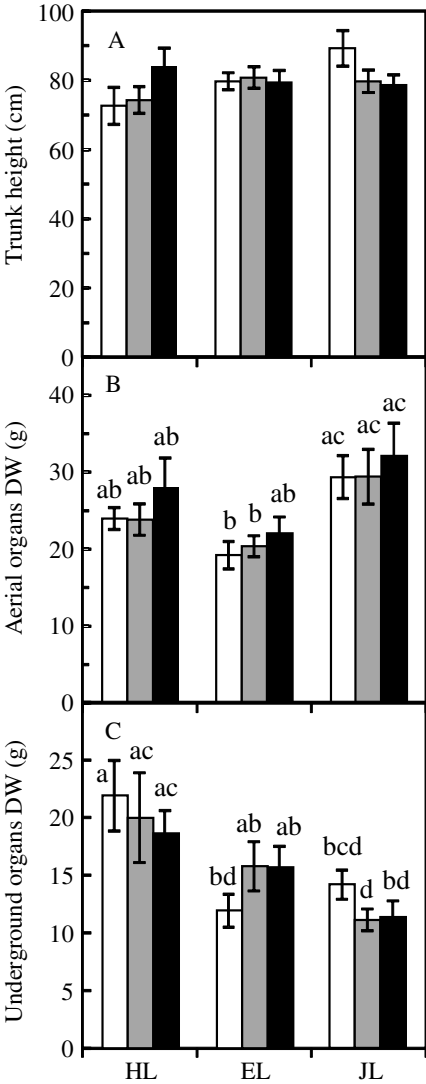 A
Trunk height (cm)
100
80
60
40
20
0
B
Aerial organs DW (g)
40
30
20
10
0
ab
ab
ab
b
b
ab
ac
ac
ac
C
Underground organs DW (g)
25
20
15
10
5
0
a
ac
ac
bd
ab
ab
bcd
d
bd
HL EL JL